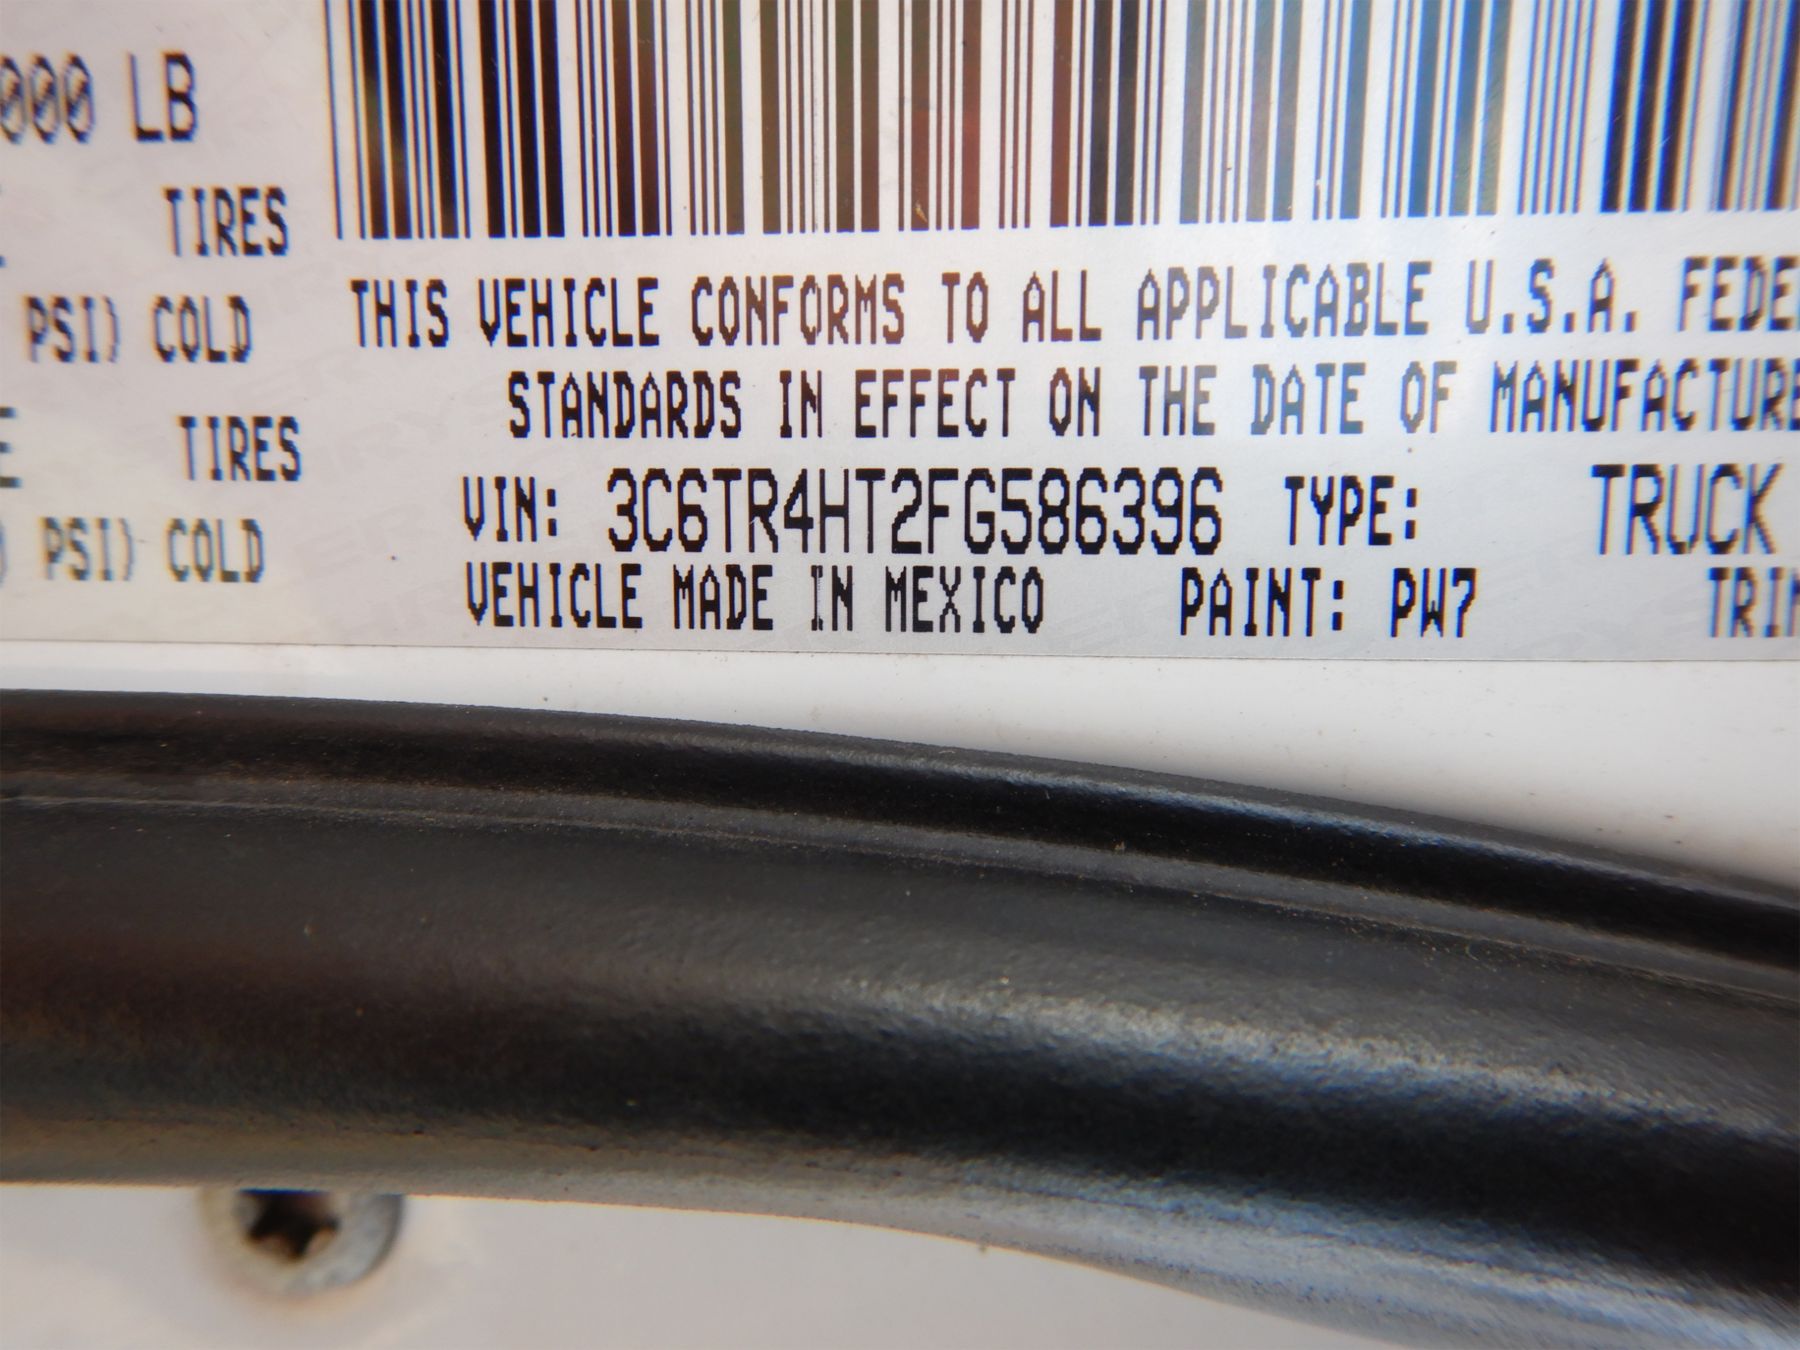 000 LB
TIRES
PSI) COLD
TIRES
PSI) COLD
THIS VEHICLE CONFORMS TO ALL APPLICABLE U.S.A. FEDE
STANDARDS IN EFFECT ON THE DATE OF MANUFACTURE
VIN: 3C6TR4HT2FG586396 TYPE: TRUCK
VEHICLE MADE IN MEXICO PAINT: PW7 TRIM